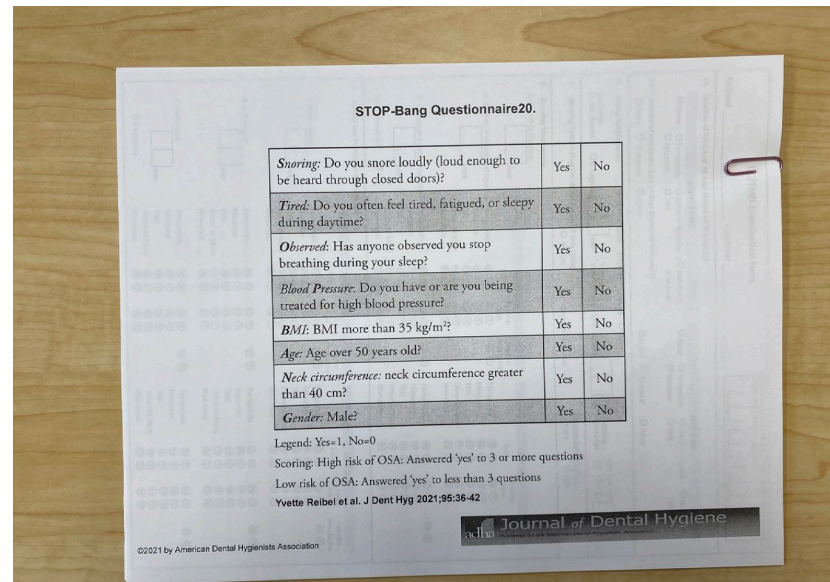 STOP-Bang Questionnaire20.
Snoring: Do you snore loudly (loud enough to
be heard through closed doors)?
Yes No
Tired: Do you often feel tired, fatigued, or sleepy
during daytime?
Yes No
Observed: Has anyone observed you stop
breathing during your sleep?
Yes No
Blood Pressure: Do you have or are you being
treated for high blood pressure?
Yes No
BMI: BMI more than 35 kg/m²?
Yes No
Age: Age over 50 years old?
Yes No
Neck circumference: neck circumference greater
than 40 cm?
Yes No
Gender: Male?
Yes No
Legend: Yes=1, No=0
Scoring: High risk of OSA: Answered 'yes' to 3 or more questions
Low risk of OSA: Answered 'yes' to less than 3 questions
Yvette Reibel et al. J Dent Hyg 2021;95:36-42
adha Journal of Dental Hygiene
©2021 by American Dental Hygienists Association